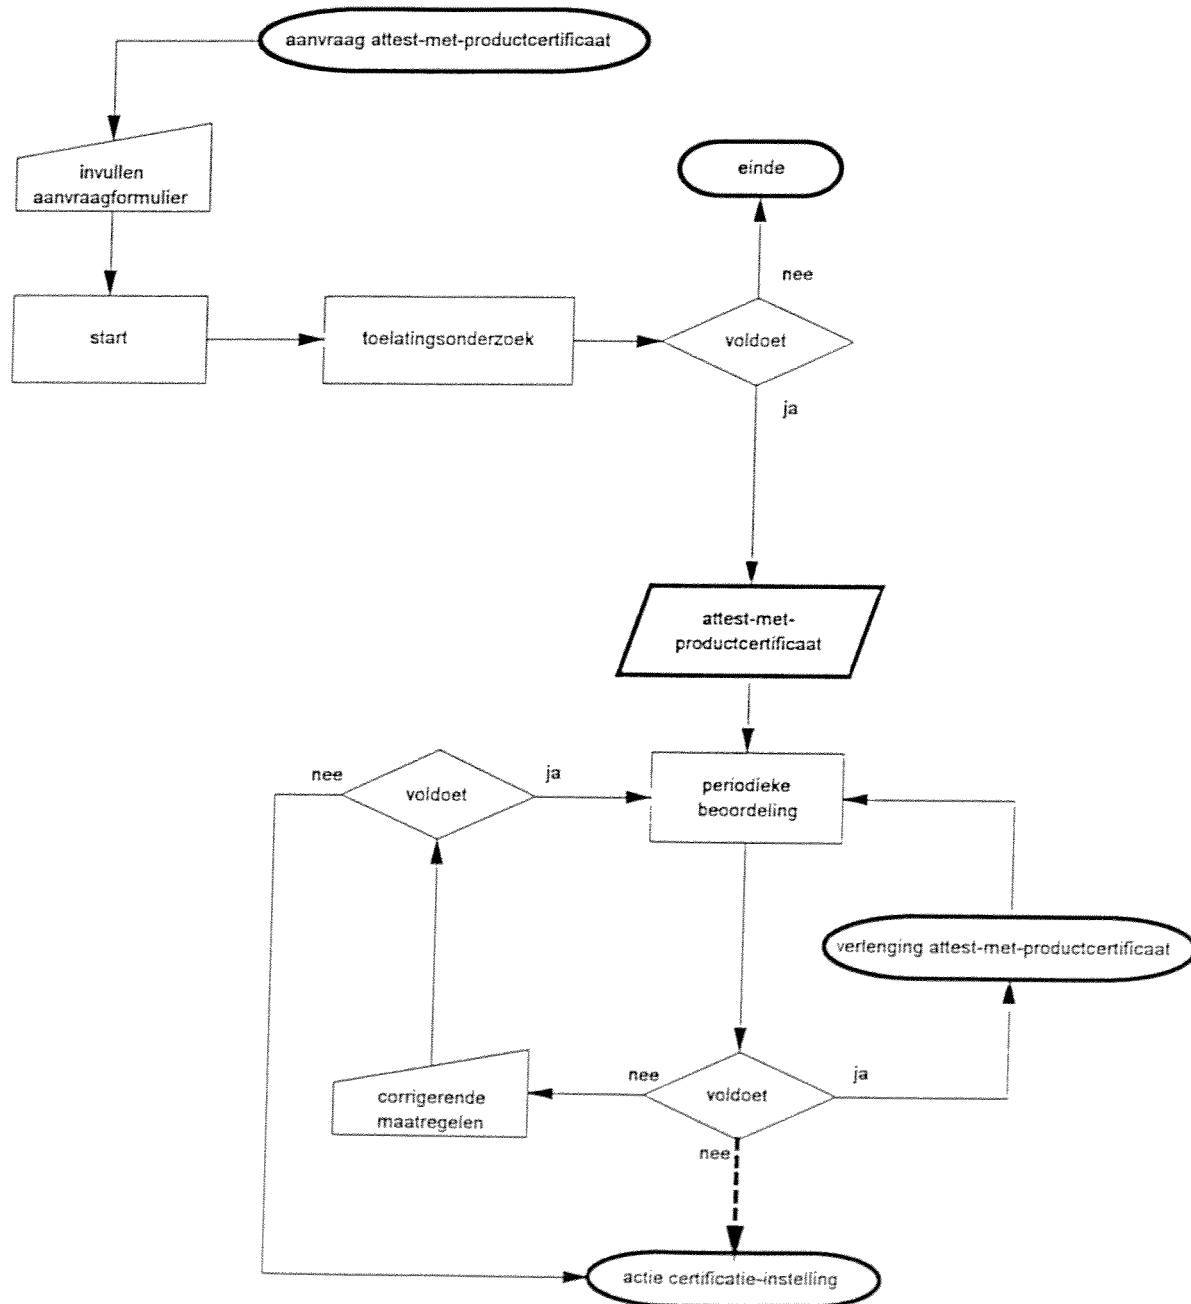 aanvraag attest-met-productcertificaat
invullen
aanvraagformulier
einde
nee
start
toelatingsonderzoek
voldoet
ja
attest-met-
productcertificaat
nee
voldoet
ja
periodieke
beoordeling
verlenging attest-met-productcertificaat
corrigerende
maatregelen
nee
voldoet
ja
nee
actie certificatie-instelling